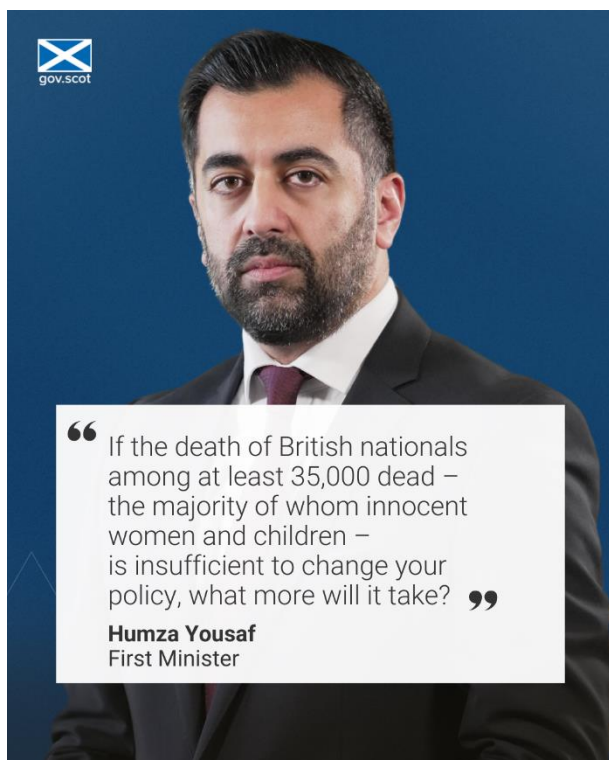 gov.scot
“ If the death of British nationals
among at least 35,000 dead –
the majority of whom innocent
women and children –
is insufficient to change your
policy, what more will it take? ”
Humza Yousaf
First Minister